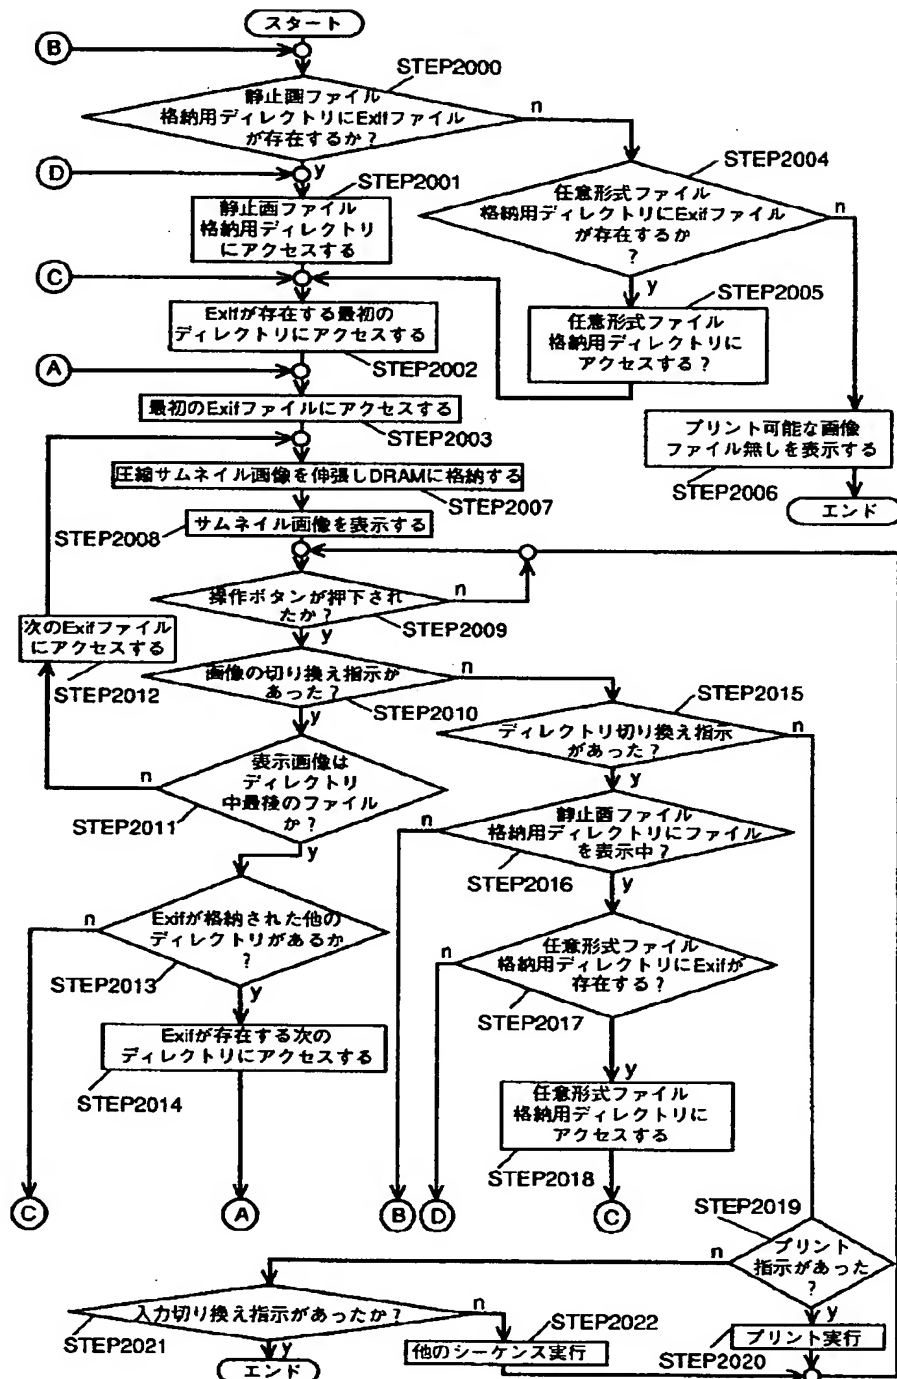 スタート
B
STEP2000
静止画ファイル
格納用ディレクトリにExifファイル
が存在するか？
n
y
D
STEP2001
静止画ファイル
格納用ディレクトリ
にアクセスする
STEP2004
任意形式ファイル
格納用ディレクトリにExifファイル
が存在するか
？
n
y
C
STEP2005
任意形式ファイル
格納用ディレクトリに
アクセスする？
Exifが存在する最初の
ディレクトリにアクセスする
STEP2002
A
最初のExifファイルにアクセスする
STEP2003
プリント可能な画像
ファイル無しを表示する
STEP2006
エンド
圧縮サムネイル画像を伸張しDRAMに格納する
STEP2007
サムネイル画像を表示する
STEP2008
操作ボタンが押下され
たか？
n
STEP2009
y
次のExifファイル
にアクセスする
STEP2012
画像の切り換え指示が
あった？
n
STEP2010
y
STEP2015
ディレクトリ切り換え指示
があった？
n
y
表示画像は
ディレクトリ
中最後のファイル
か？
n
STEP2011
y
静止画ファイル
格納用ディレクトリにファイル
を表示中？
n
STEP2016
y
Exifが格納された他の
ディレクトリがあるか
？
n
STEP2013
y
任意形式ファイル
格納用ディレクトリにExifが
存在する？
n
STEP2017
y
Exifが存在する次の
ディレクトリにアクセスする
STEP2014
任意形式ファイル
格納用ディレクトリに
アクセスする
STEP2018
C
A
B
D
C
STEP2019
プリント
指示があった
？
n
y
入力切り換え指示があったか？
n
STEP2021
y
エンド
STEP2022
他のシーケンス実行
プリント実行
STEP2020